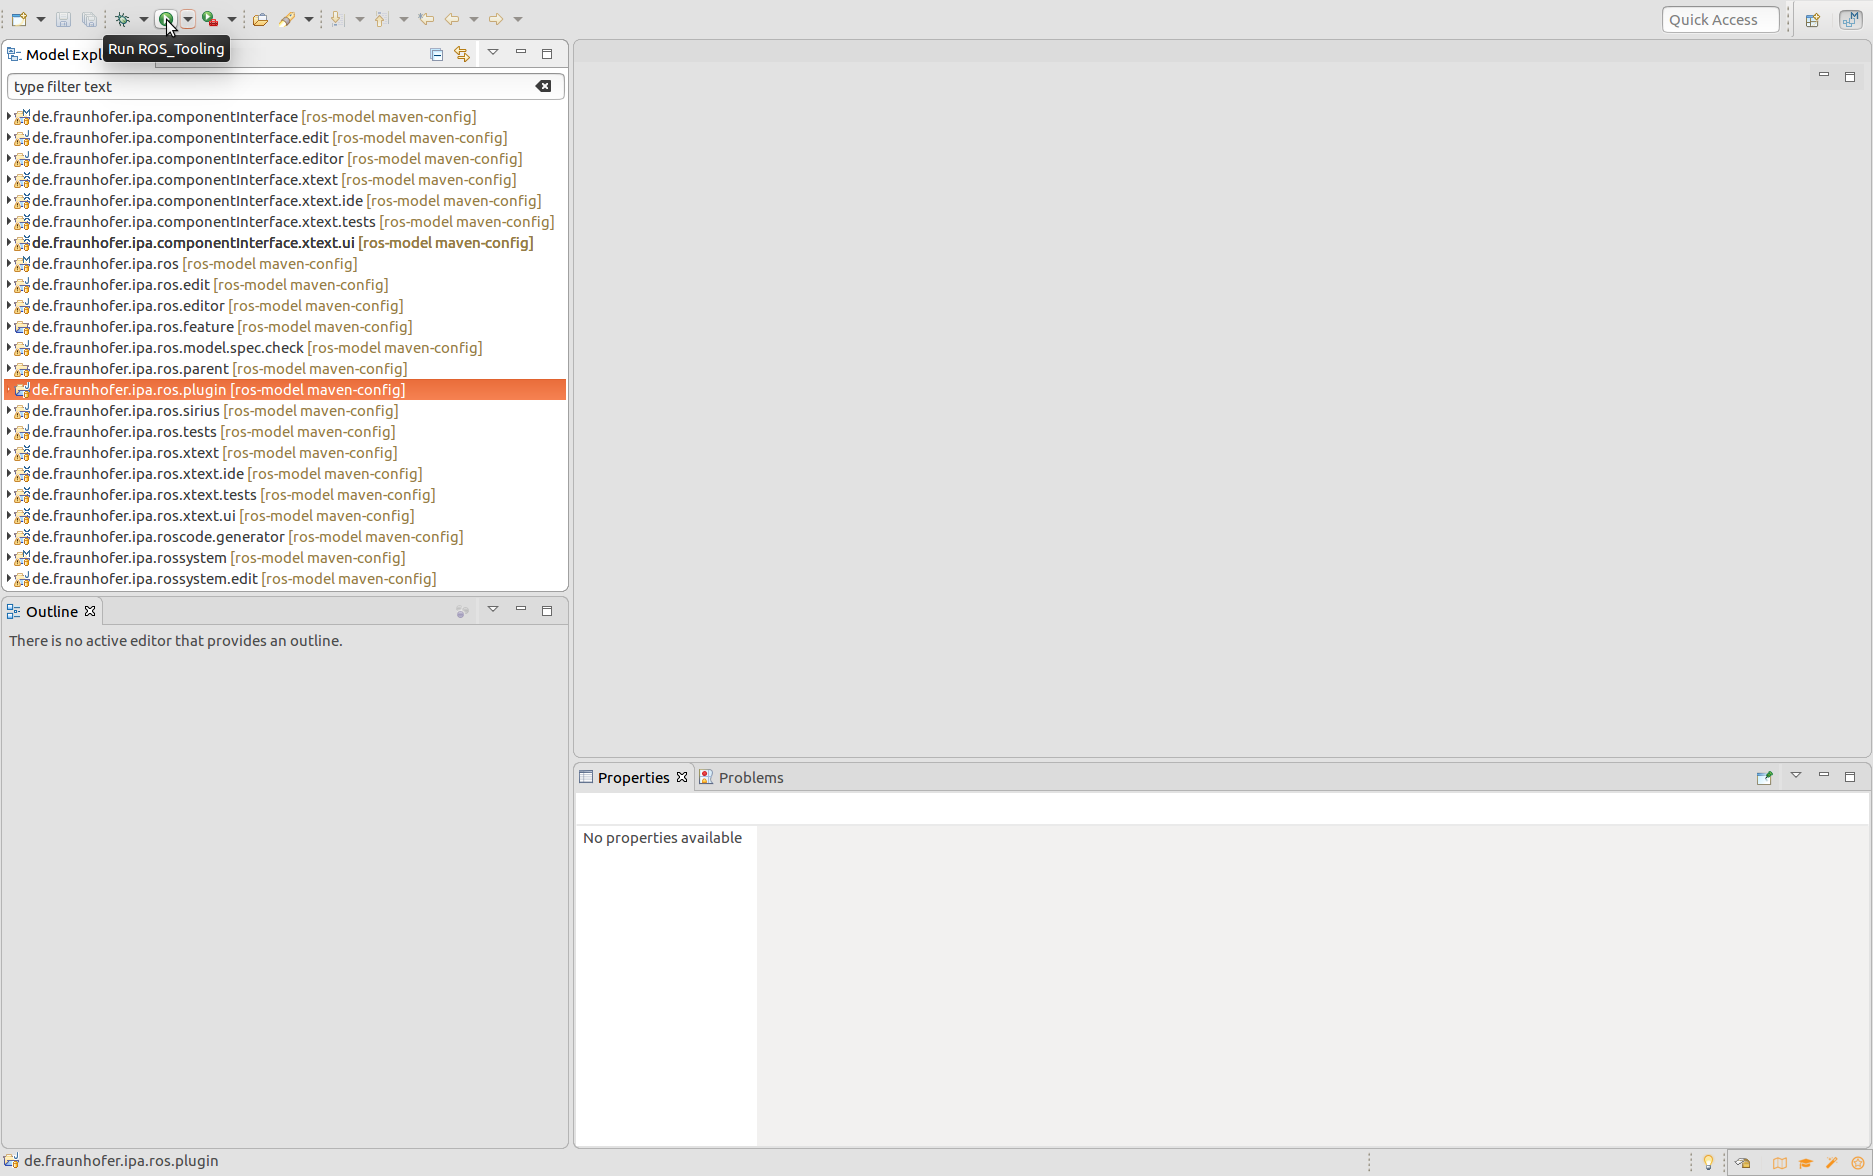 Quick Access
Run ROS_Tooling
Model Expl
type filter text
de.fraunhofer.ipa.componentInterface [ros-model maven-config]
de.fraunhofer.ipa.componentInterface.edit [ros-model maven-config]
de.fraunhofer.ipa.componentInterface.editor [ros-model maven-config]
de.fraunhofer.ipa.componentInterface.xtext [ros-model maven-config]
de.fraunhofer.ipa.componentInterface.xtext.ide [ros-model maven-config]
de.fraunhofer.ipa.componentInterface.xtext.tests [ros-model maven-config]
de.fraunhofer.ipa.componentInterface.xtext.ui [ros-model maven-config]
de.fraunhofer.ipa.ros [ros-model maven-config]
de.fraunhofer.ipa.ros.edit [ros-model maven-config]
de.fraunhofer.ipa.ros.editor [ros-model maven-config]
de.fraunhofer.ipa.ros.feature [ros-model maven-config]
de.fraunhofer.ipa.ros.model.spec.check [ros-model maven-config]
de.fraunhofer.ipa.ros.parent [ros-model maven-config]
de.fraunhofer.ipa.ros.plugin [ros-model maven-config]
de.fraunhofer.ipa.ros.sirius [ros-model maven-config]
de.fraunhofer.ipa.ros.tests [ros-model maven-config]
de.fraunhofer.ipa.ros.xtext [ros-model maven-config]
de.fraunhofer.ipa.ros.xtext.ide [ros-model maven-config]
de.fraunhofer.ipa.ros.xtext.tests [ros-model maven-config]
de.fraunhofer.ipa.ros.xtext.ui [ros-model maven-config]
de.fraunhofer.ipa.roscode.generator [ros-model maven-config]
de.fraunhofer.ipa.rossystem [ros-model maven-config]
de.fraunhofer.ipa.rossystem.edit [ros-model maven-config]
Outline
There is no active editor that provides an outline.
Properties
Problems
No properties available
de.fraunhofer.ipa.ros.plugin